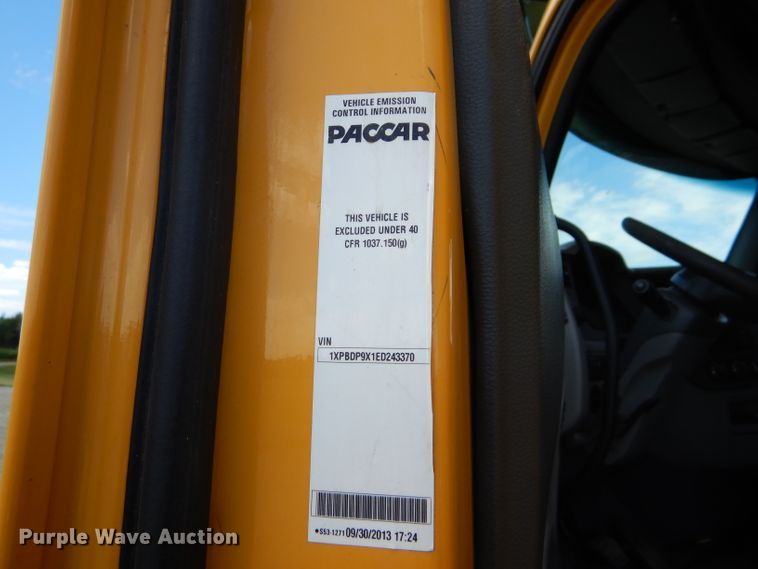 VEHICLE EMISSION
CONTROL INFORMATION
PACCAR
THIS VEHICLE IS
EXCLUDED UNDER 40
CFR 1037.150(g)
VIN
1XPBDP9X1ED243370
*S53-1271 09/30/2013 17:24
Purple Wave Auction